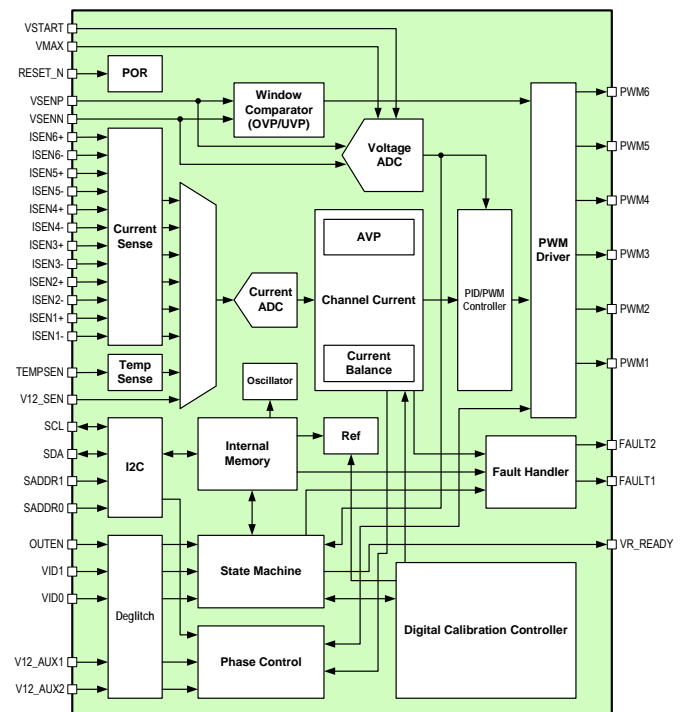 VSTART
VMAX
RESET_N
VSENP
VSENN
ISEN6+
ISEN6-
ISEN5+
ISEN5-
ISEN4+
ISEN4-
ISEN3+
ISEN3-
ISEN2+
ISEN2-
ISEN1+
ISEN1-
TEMPSEN
V12_SEN
SCL
SDA
SADDR1
SADDR0
OUTEN
VID1
VID0
V12_AUX1
V12_AUX2
POR
Window
Comparator
(OVP/UVP)
Voltage
ADC
Current
Sense
Temp
Sense
Current
ADC
AVP
Channel Current
Current
Balance
PID/PWM
Controller
PWM
Driver
Oscillator
I2C
Internal
Memory
Ref
Fault Handler
Deglitch
State Machine
Phase Control
Digital Calibration Controller
PWM6
PWM5
PWM4
PWM3
PWM2
PWM1
FAULT2
FAULT1
VR_READY